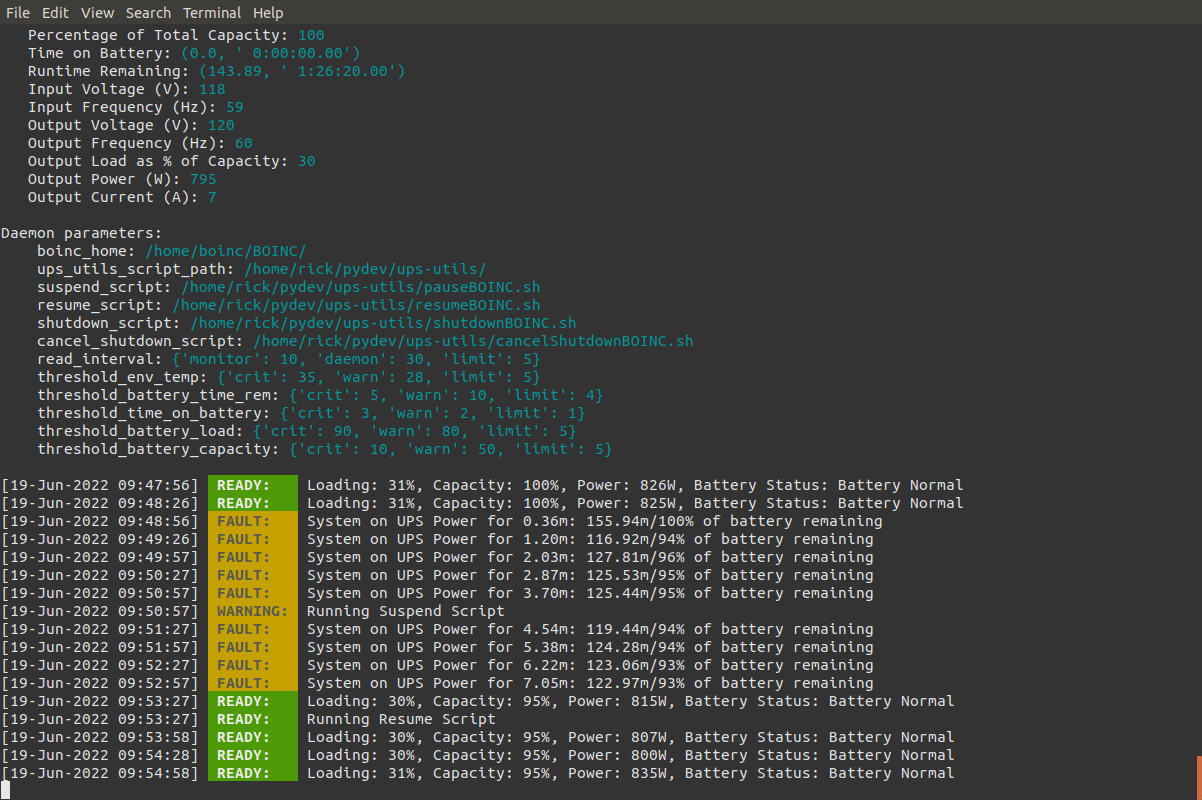 File Edit View Search Terminal Help
Percentage of Total Capacity: 100
Time on Battery: (0.0, ' 0:00:00.00')
Runtime Remaining: (143.89, ' 1:26:20.00')
Input Voltage (V): 118
Input Frequency (Hz): 59
Output Voltage (V): 120
Output Frequency (Hz): 60
Output Load as % of Capacity: 30
Output Power (W): 795
Output Current (A): 7
Daemon parameters:
boinc_home: /home/boinc/BOINC/
ups_utils_script_path: /home/rick/pydev/ups-utils/
suspend_script: /home/rick/pydev/ups-utils/pauseBOINC.sh
resume_script: /home/rick/pydev/ups-utils/resumeBOINC.sh
shutdown_script: /home/rick/pydev/ups-utils/shutdownBOINC.sh
cancel_shutdown_script: /home/rick/pydev/ups-utils/cancelShutdownBOINC.sh
read_interval: {'monitor': 10, 'daemon': 30, 'limit': 5}
threshold_env_temp: {'crit': 35, 'warn': 28, 'limit': 5}
threshold_battery_time_rem: {'crit': 5, 'warn': 10, 'limit': 4}
threshold_time_on_battery: {'crit': 3, 'warn': 2, 'limit': 1}
threshold_battery_load: {'crit': 90, 'warn': 80, 'limit': 5}
threshold_battery_capacity: {'crit': 10, 'warn': 50, 'limit': 5}
[19-Jun-2022 09:47:56] READY: Loading: 31%, Capacity: 100%, Power: 826W, Battery Status: Battery Normal
[19-Jun-2022 09:48:26] READY: Loading: 31%, Capacity: 100%, Power: 825W, Battery Status: Battery Normal
[19-Jun-2022 09:48:56] FAULT: System on UPS Power for 0.36m: 155.94m/100% of battery remaining
[19-Jun-2022 09:49:26] FAULT: System on UPS Power for 1.20m: 116.92m/94% of battery remaining
[19-Jun-2022 09:49:57] FAULT: System on UPS Power for 2.03m: 127.81m/96% of battery remaining
[19-Jun-2022 09:50:27] FAULT: System on UPS Power for 2.87m: 125.53m/95% of battery remaining
[19-Jun-2022 09:50:57] FAULT: System on UPS Power for 3.70m: 125.44m/95% of battery remaining
[19-Jun-2022 09:50:57] WARNING: Running Suspend Script
[19-Jun-2022 09:51:27] FAULT: System on UPS Power for 4.54m: 119.44m/94% of battery remaining
[19-Jun-2022 09:51:57] FAULT: System on UPS Power for 5.38m: 124.28m/94% of battery remaining
[19-Jun-2022 09:52:27] FAULT: System on UPS Power for 6.22m: 123.06m/93% of battery remaining
[19-Jun-2022 09:52:57] FAULT: System on UPS Power for 7.05m: 122.97m/93% of battery remaining
[19-Jun-2022 09:53:27] READY: Loading: 30%, Capacity: 95%, Power: 815W, Battery Status: Battery Normal
[19-Jun-2022 09:53:27] READY: Running Resume Script
[19-Jun-2022 09:53:58] READY: Loading: 30%, Capacity: 95%, Power: 807W, Battery Status: Battery Normal
[19-Jun-2022 09:54:28] READY: Loading: 30%, Capacity: 95%, Power: 800W, Battery Status: Battery Normal
[19-Jun-2022 09:54:58] READY: Loading: 31%, Capacity: 95%, Power: 835W, Battery Status: Battery Normal